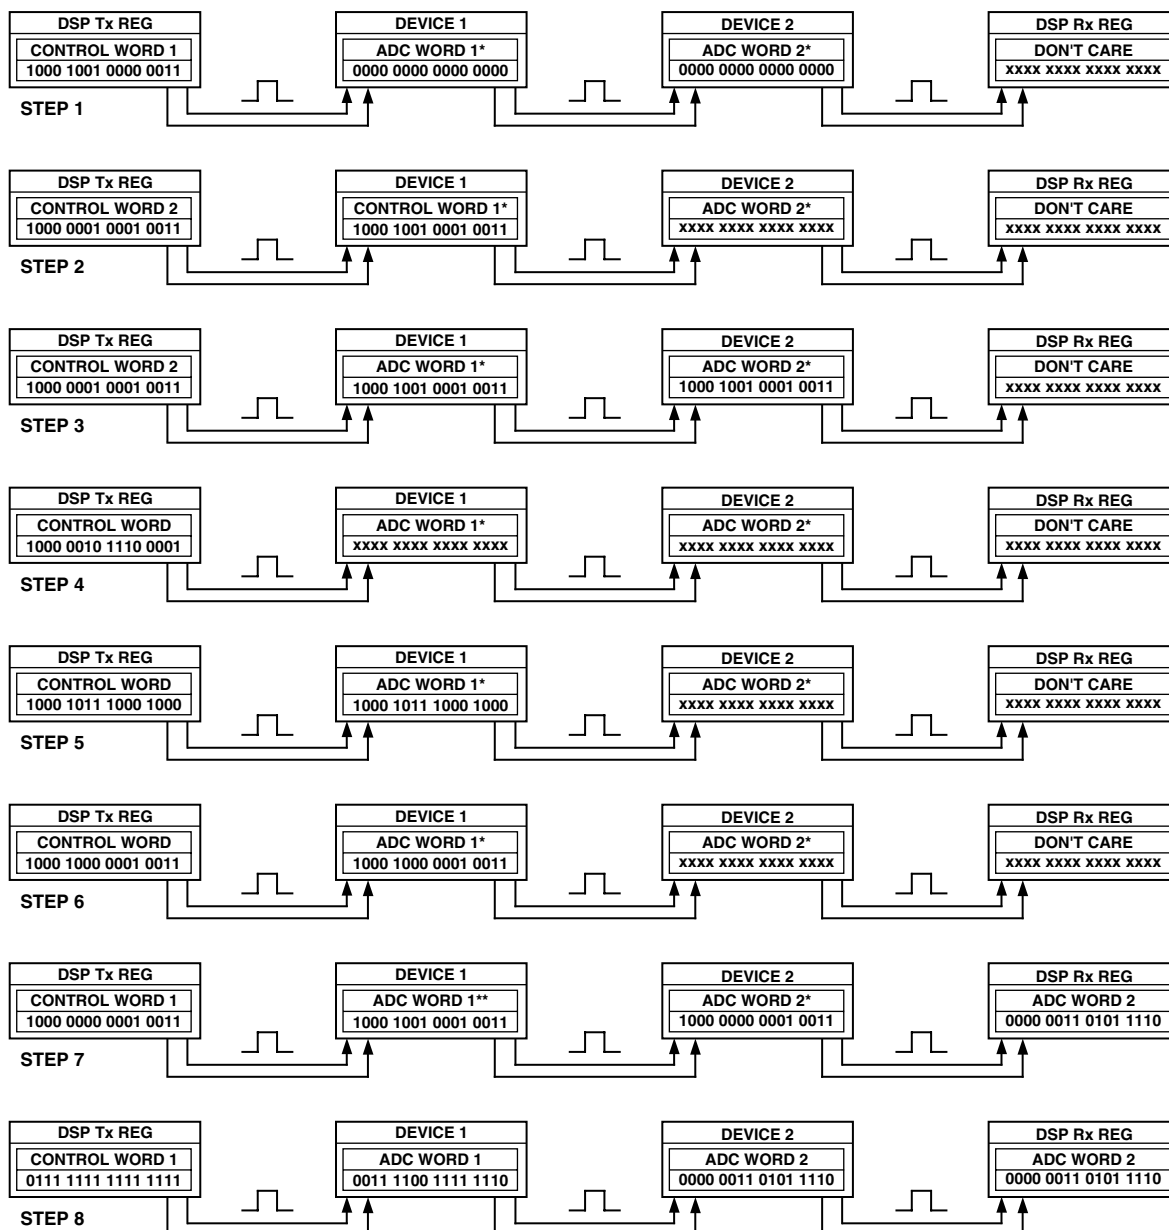 DSP Tx REG DEVICE 1 DEVICE 2 DSP Rx REG
CONTROL WORD 1 ADC WORD 1* ADC WORD 2* DON'T CARE
1000 1001 0000 0011 0000 0000 0000 0000 0000 0000 0000 0000 xxxx xxxx xxxx xxxx
STEP 1
DSP Tx REG DEVICE 1 DEVICE 2 DSP Rx REG
CONTROL WORD 2 CONTROL WORD 1* ADC WORD 2* DON'T CARE
1000 0001 0001 0011 1000 1001 0001 0011 xxxx xxxx xxxx xxxx xxxx xxxx xxxx xxxx
STEP 2
DSP Tx REG DEVICE 1 DEVICE 2 DSP Rx REG
CONTROL WORD 2 ADC WORD 1* ADC WORD 2* DON'T CARE
1000 0001 0001 0011 1000 1001 0001 0011 1000 1001 0001 0011 xxxx xxxx xxxx xxxx
STEP 3
DSP Tx REG DEVICE 1 DEVICE 2 DSP Rx REG
CONTROL WORD ADC WORD 1* ADC WORD 2* DON'T CARE
1000 0010 1110 0001 xxxx xxxx xxxx xxxx xxxx xxxx xxxx xxxx xxxx xxxx xxxx xxxx
STEP 4
DSP Tx REG DEVICE 1 DEVICE 2 DSP Rx REG
CONTROL WORD ADC WORD 1* ADC WORD 2* DON'T CARE
1000 1011 1000 1000 1000 1011 1000 1000 xxxx xxxx xxxx xxxx xxxx xxxx xxxx xxxx
STEP 5
DSP Tx REG DEVICE 1 DEVICE 2 DSP Rx REG
CONTROL WORD ADC WORD 1* ADC WORD 2* DON'T CARE
1000 1000 0001 0011 1000 1000 0001 0011 xxxx xxxx xxxx xxxx xxxx xxxx xxxx xxxx
STEP 6
DSP Tx REG DEVICE 1 DEVICE 2 DSP Rx REG
CONTROL WORD 1 ADC WORD 1** ADC WORD 2* ADC WORD 2
1000 0000 0001 0011 1000 1001 0001 0011 1000 0000 0001 0011 0000 0011 0101 1110
STEP 7
DSP Tx REG DEVICE 1 DEVICE 2 DSP Rx REG
CONTROL WORD 1 ADC WORD 1 ADC WORD 2 ADC WORD 2
0111 1111 1111 1111 0011 1100 1111 1110 0000 0011 0101 1110 0000 0011 0101 1110
STEP 8